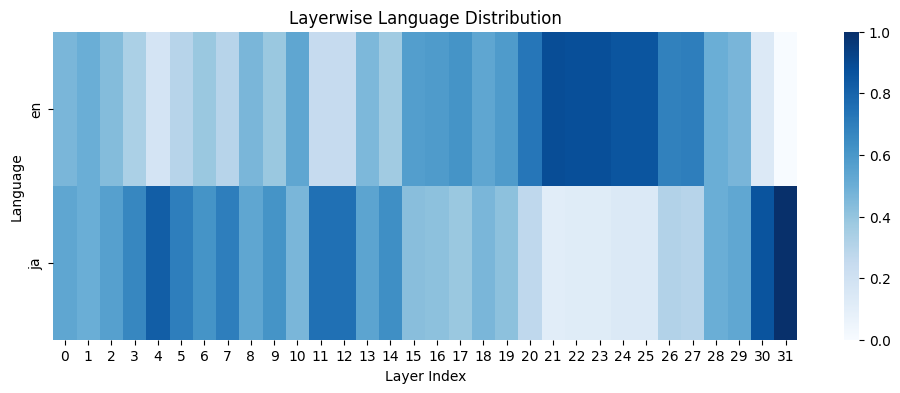 Layerwise Language Distribution
en
ja
Language
0 1 2 3 4 5 6 7 8 9 10 11 12 13 14 15 16 17 18 19 20 21 22 23 24 25 26 27 28 29 30 31
Layer Index
1.0
0.8
0.6
0.4
0.2
0.0